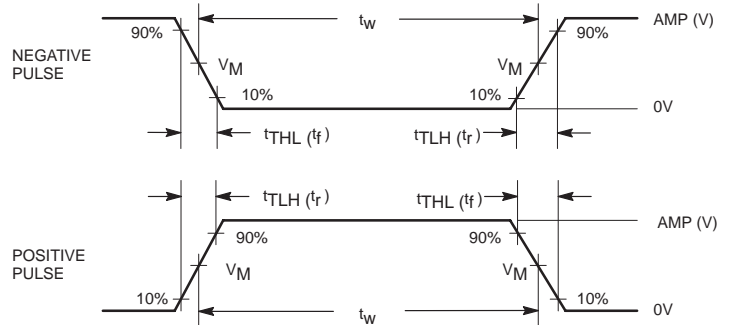 tw
AMP (V)
90%
90%
NEGATIVE
PULSE
VM
VM
10%
10%
0V
tTHL (tf)
tTLH (tr)
tTLH (tr)
tTHL (tf)
AMP (V)
90%
90%
POSITIVE
PULSE
VM
VM
10%
10%
0V
tw